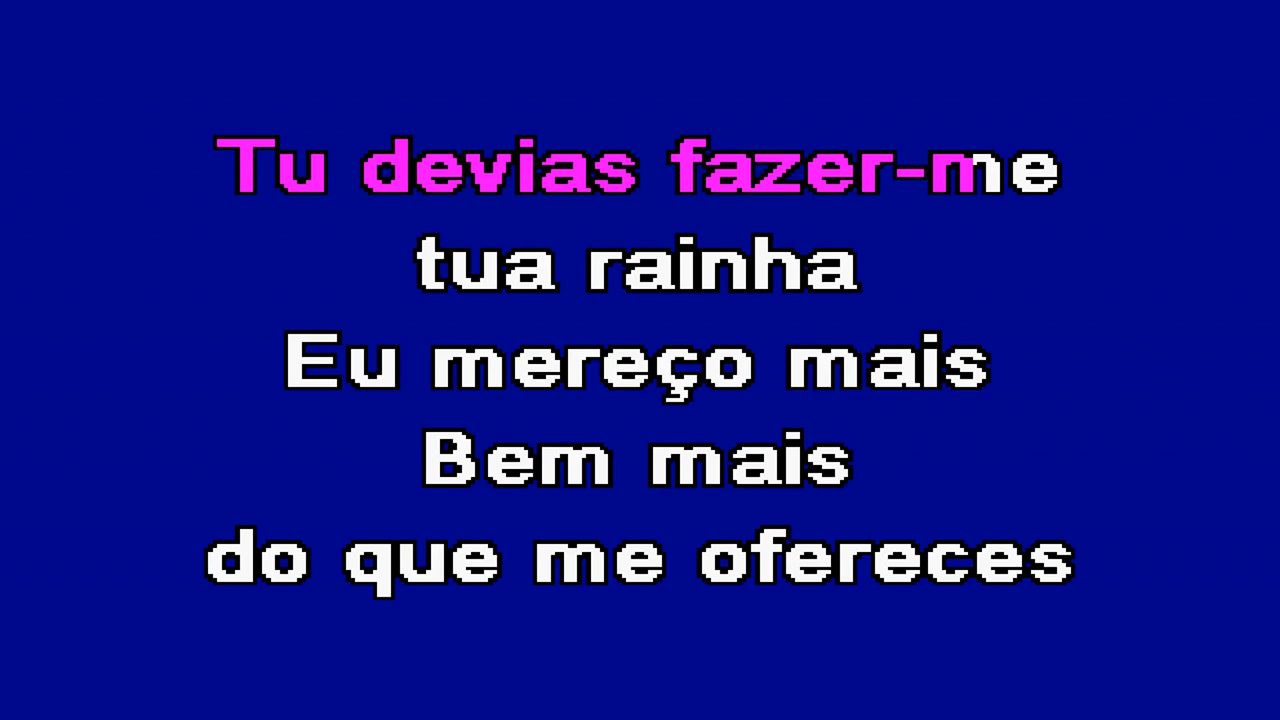 Tu devias fazer-me
tua rainha
Eu mereço mais
Bem mais
do que me ofereces